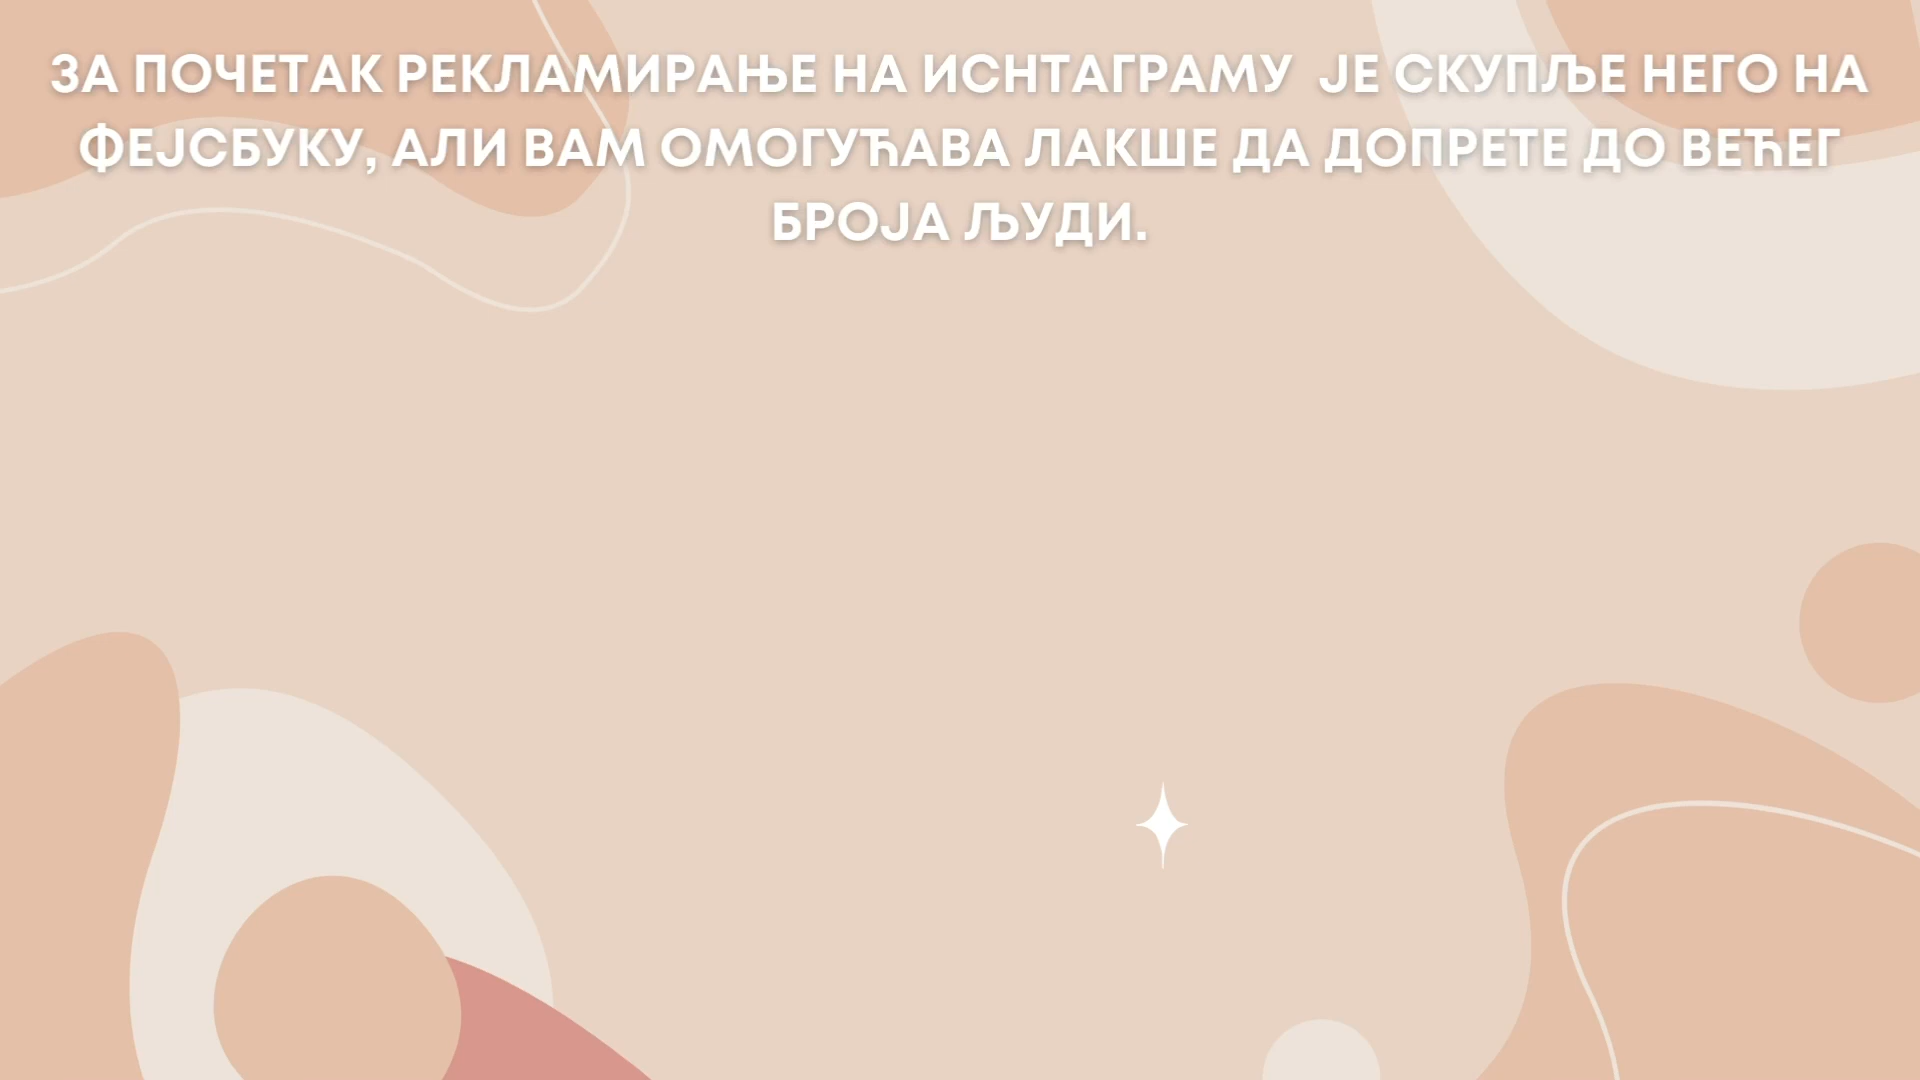 ЗА ПОЧЕТАК РЕКЛАМИРАЊЕ НА ИСНТАГРАМУ  ЈЕ СКУПЉЕ НЕГО НА
ФЕЈСБУКУ, АЛИ ВАМ ОМОГУЋАВА ЛАКШЕ ДА ДОПРЕТЕ ДО ВЕЋЕГ
БРОЈА ЉУДИ.